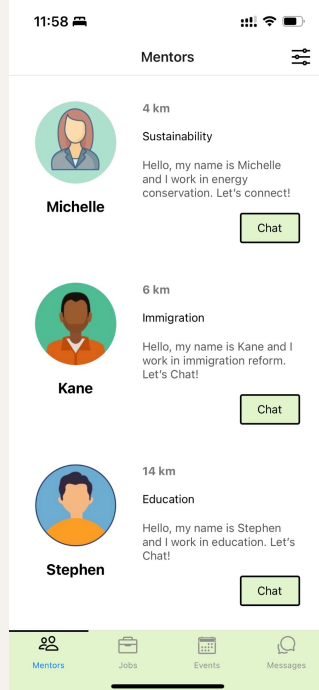 11:58
Mentors
4 km
Sustainability
Hello, my name is Michelle
and I work in energy
conservation. Let's connect!
Michelle
Chat
6 km
Immigration
Hello, my name is Kane and I
work in immigration reform.
Let's Chat!
Kane
Chat
14 km
Education
Hello, my name is Stephen
and I work in education. Let's
Chat!
Stephen
Chat
Mentors
Jobs
Events
Messages